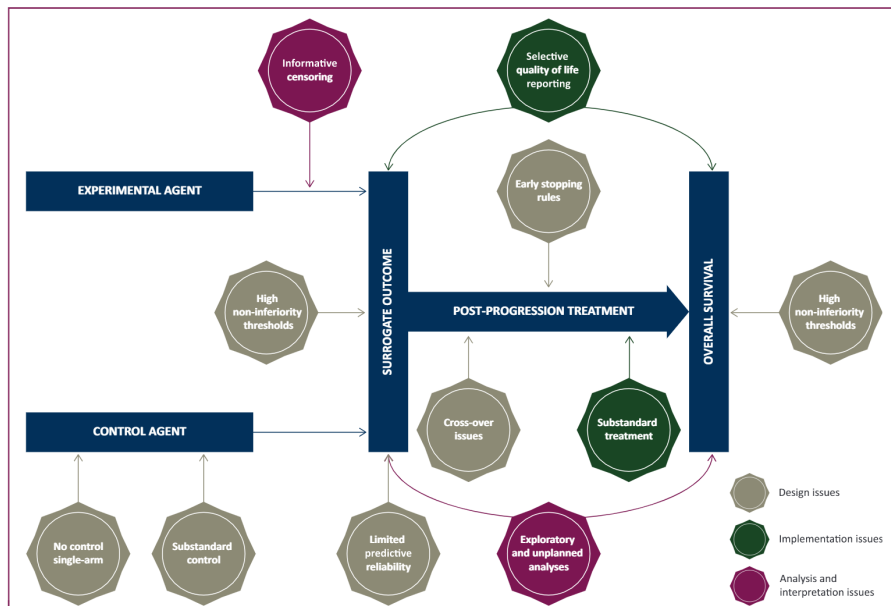 Informative
censoring
Selective
quality of life
reporting
EXPERIMENTAL AGENT
Early stopping
rules
SURROGATE OUTCOME
OVERALL SURVIVAL
High
non-inferiority
thresholds
POST-PROGRESSION TREATMENT
High
non-inferiority
thresholds
CONTROL AGENT
Cross-over
issues
Substandard
treatment
No control
single-arm
Substandard
control
Limited
predictive
reliability
Exploratory
and unplanned
analyses
Design issues
Implementation issues
Analysis and
interpretation issues